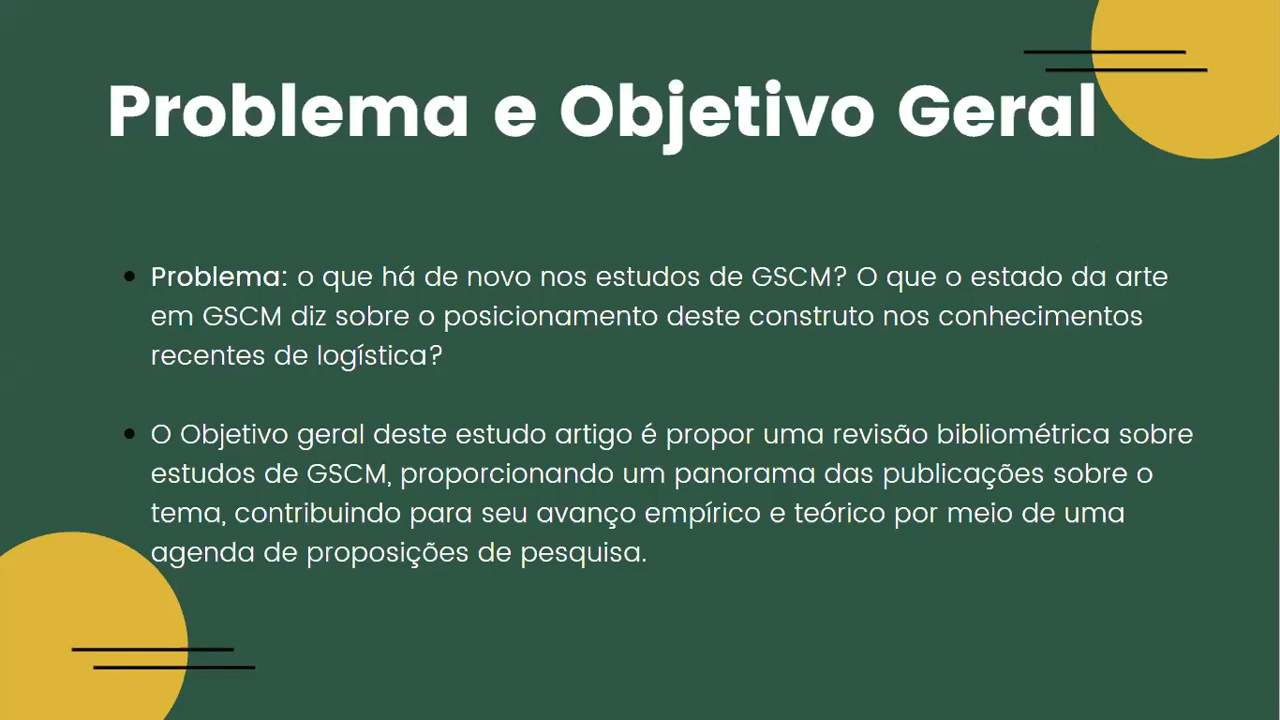 Problema e Objetivo Geral
Problema: o que há de novo nos estudos de GSCM? O que o estado da arte
em GSCM diz sobre o posicionamento deste construto nos conhecimentos
recentes de logística?
O Objetivo geral deste estudo artigo é propor uma revisão bibliométrica sobre
estudos de GSCM, proporcionando um panorama das publicações sobre o
tema, contribuindo para seu avanço empírico e teórico por meio de uma
agenda de proposições de pesquisa.